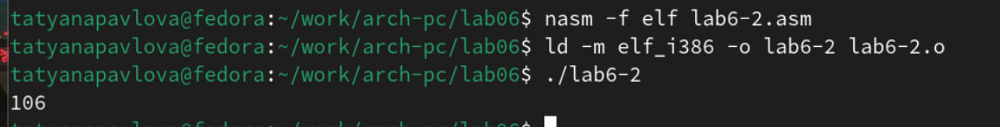 tatyanapavlova@fedora:~/work/arch-pc/lab06$ nasm -f elf lab6-2.asm
tatyanapavlova@fedora:~/work/arch-pc/lab06$ ld -m elf_i386 -o lab6-2 lab6-2.o
tatyanapavlova@fedora:~/work/arch-pc/lab06$ ./lab6-2
106